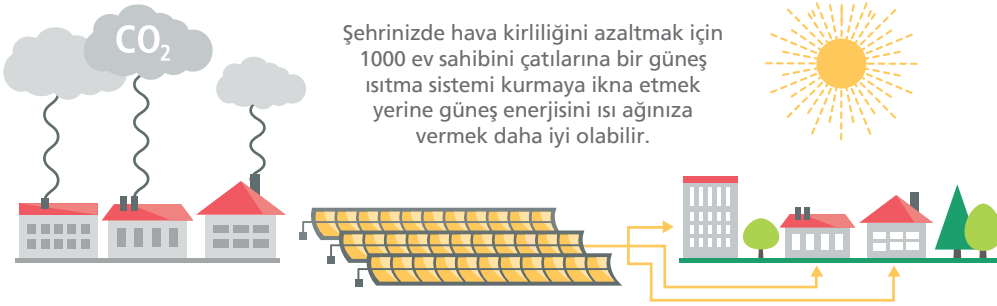 CO₂
Şehrinizde hava kirliliğini azaltmak için
1000 ev sahibini çatılarına bir güneş
ısıtma sistemi kurmaya ikna etmek
yerine güneş enerjisini ısı ağınıza
vermek daha iyi olabilir.